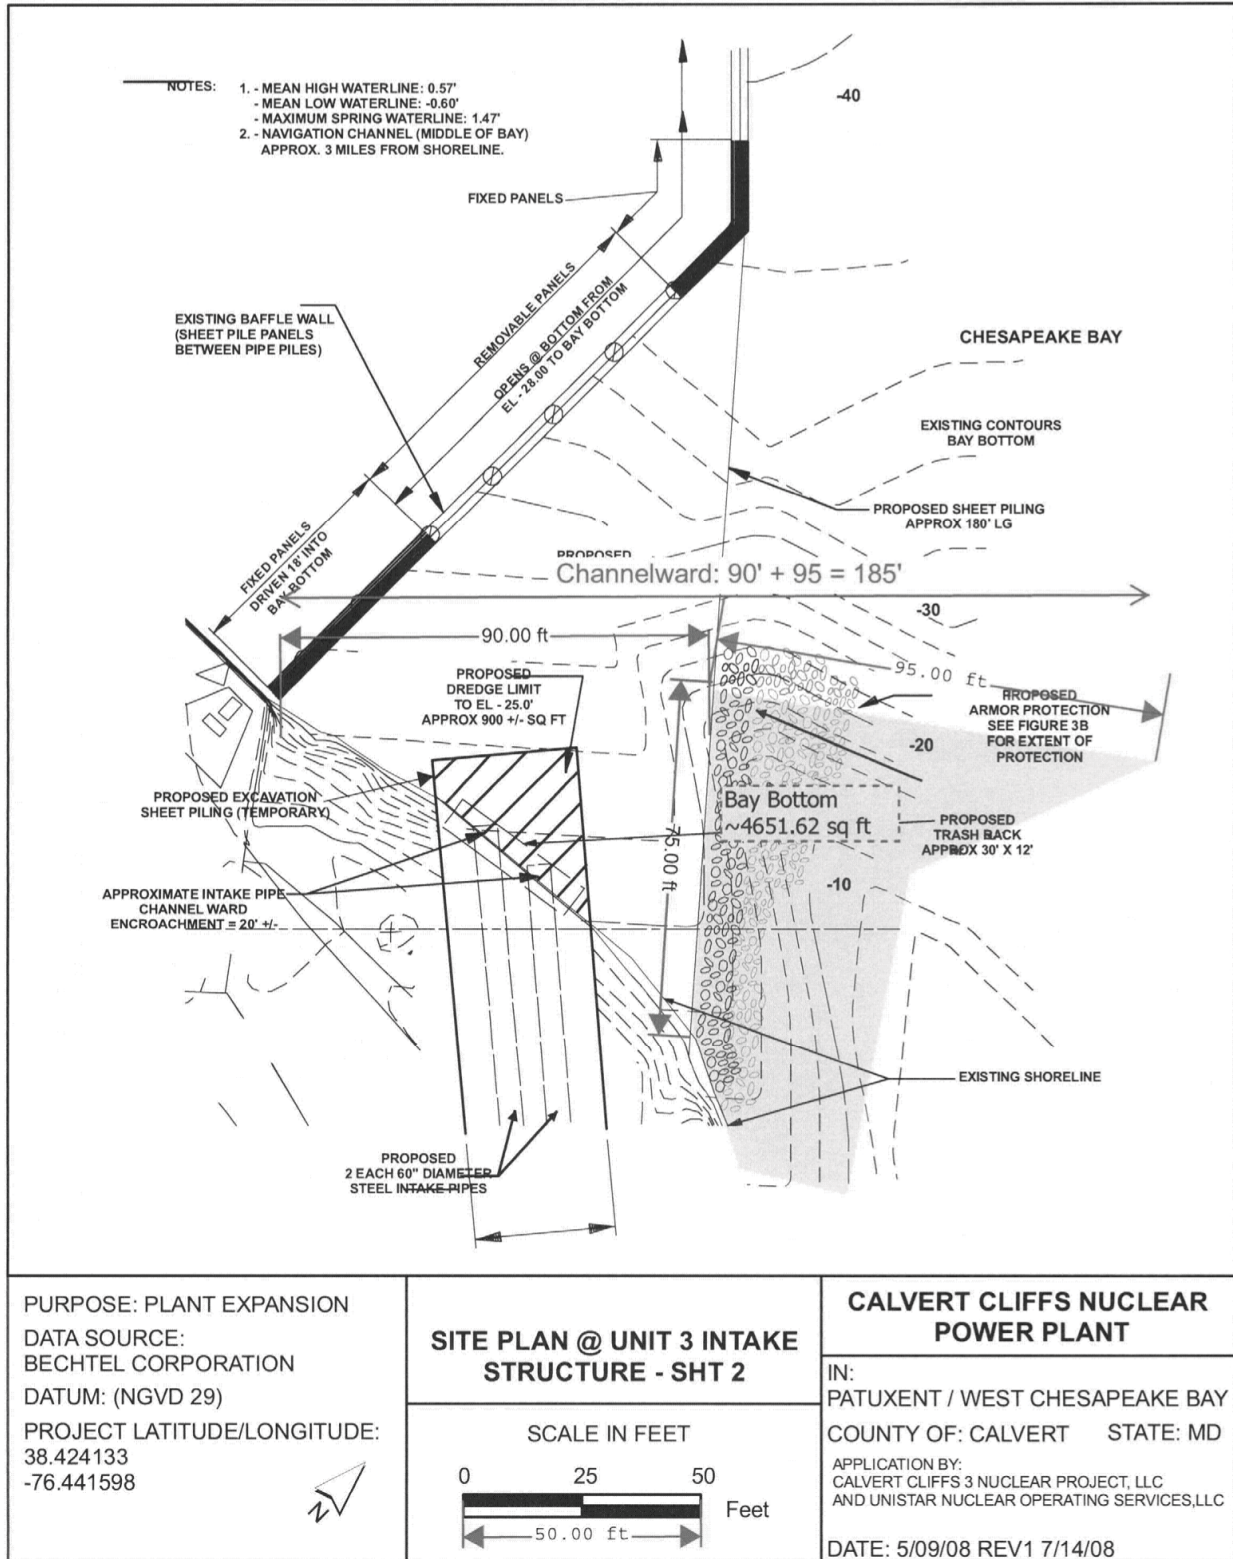 NOTES: 1. - MEAN HIGH WATERLINE: 0.57'
- MEAN LOW WATERLINE: -0.60'
- MAXIMUM SPRING WATERLINE: 1.47'
2. - NAVIGATION CHANNEL (MIDDLE OF BAY)
APPROX. 3 MILES FROM SHORELINE.
-40
FIXED PANELS
REMOVABLE PANELS
OPENS @ BOTTOM FROM
EL - 28.00 TO BAY BOTTOM
EXISTING BAFFLE WALL
(SHEET PILE PANELS
BETWEEN PIPE PILES)
CHESAPEAKE BAY
EXISTING CONTOURS
BAY BOTTOM
PROPOSED SHEET PILING
APPROX 180' LG
FIXED PANELS
DRIVEN 18' INTO
BAY BOTTOM
PROPOSED
Channelward: 90' + 95 = 185'
-30
90.00 ft
95.00 ft
PROPOSED
DREDGE LIMIT
TO EL - 25.0'
APPROX 900 +/- SQ FT
PROPOSED
ARMOR PROTECTION
SEE FIGURE 3B
FOR EXTENT OF
PROTECTION
-20
PROPOSED EXCAVATION
SHEET PILING (TEMPORARY)
Bay Bottom
~4651.62 sq ft
75.00 ft
PROPOSED
TRASH RACK
APPROX 30' X 12'
-10
APPROXIMATE INTAKE PIPE
CHANNEL WARD
ENCROACHMENT = 20' +/-
EXISTING SHORELINE
PROPOSED
2 EACH 60" DIAMETER
STEEL INTAKE PIPES
PURPOSE: PLANT EXPANSION
DATA SOURCE:
BECHTEL CORPORATION
DATUM: (NGVD 29)
PROJECT LATITUDE/LONGITUDE:
38.424133
-76.441598
N
SITE PLAN @ UNIT 3 INTAKE
STRUCTURE - SHT 2
SCALE IN FEET
0 25 50
Feet
50.00 ft
CALVERT CLIFFS NUCLEAR
POWER PLANT
IN:
PATUXENT / WEST CHESAPEAKE BAY
COUNTY OF: CALVERT STATE: MD
APPLICATION BY:
CALVERT CLIFFS 3 NUCLEAR PROJECT, LLC
AND UNISTAR NUCLEAR OPERATING SERVICES,LLC
DATE: 5/09/08 REV1 7/14/08